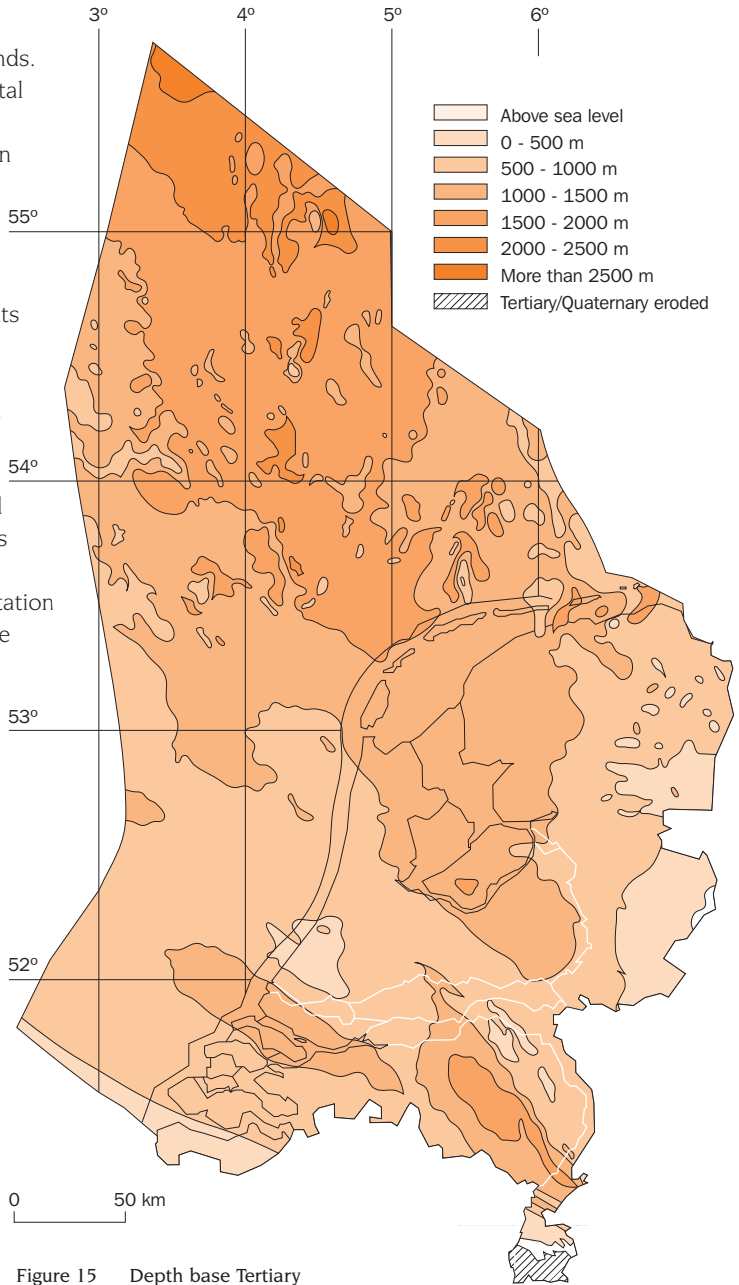 3º 4º 5º 6º
nds.
tal
n
ts
l
s
tation
e
Above sea level
0 - 500 m
500 - 1000 m
1000 - 1500 m
1500 - 2000 m
2000 - 2500 m
More than 2500 m
Tertiary/Quaternary eroded
55º
54º
53º
52º
0 50 km
Figure 15 Depth base Tertiary